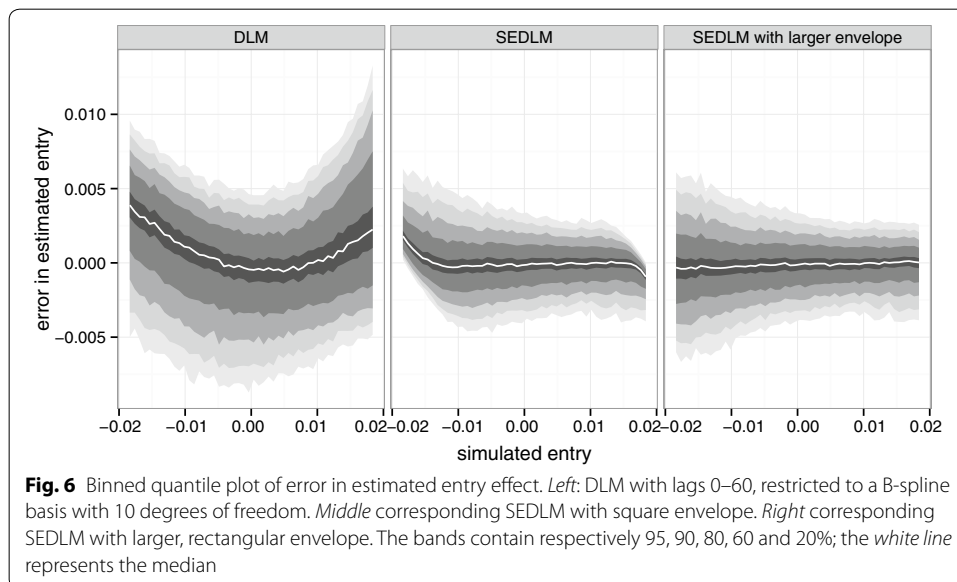 DLM SEDLM SEDLM with larger envelope
0.010
0.005
0.000
−0.005
error in estimated entry
−0.02 −0.01 0.00 0.01 0.02 −0.02 −0.01 0.00 0.01 0.02 −0.02 −0.01 0.00 0.01 0.02
simulated entry
Fig. 6 Binned quantile plot of error in estimated entry effect. Left: DLM with lags 0–60, restricted to a B-spline
basis with 10 degrees of freedom. Middle corresponding SEDLM with square envelope. Right corresponding
SEDLM with larger, rectangular envelope. The bands contain respectively 95, 90, 80, 60 and 20%; the white line
represents the median